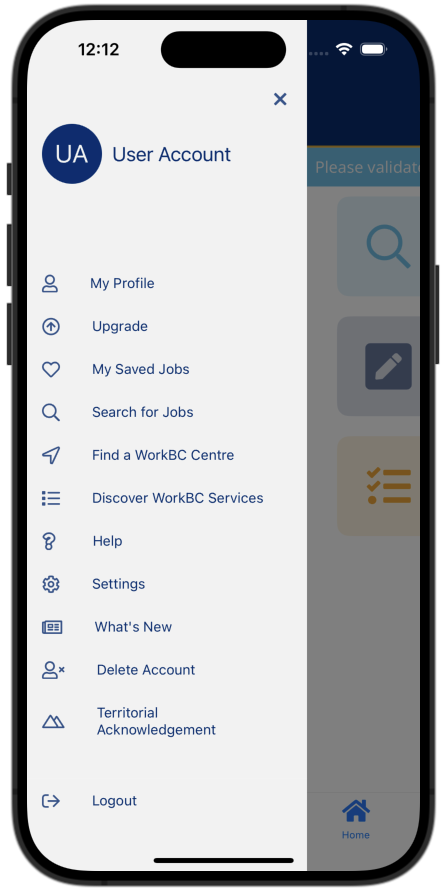 12:12
UA
User Account
Please validat
My Profile
Upgrade
My Saved Jobs
Search for Jobs
Find a WorkBC Centre
Discover WorkBC Services
Help
Settings
What's New
Delete Account
Territorial
Acknowledgement
Logout
Home